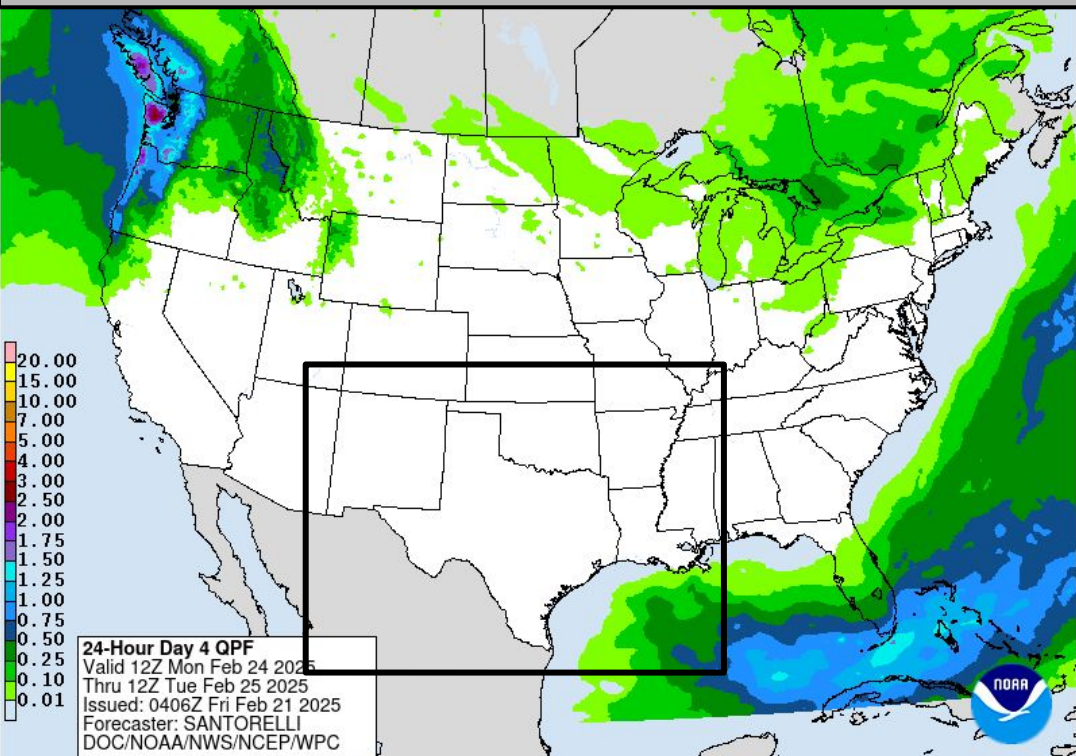 20.00
15.00
10.00
7.00
5.00
4.00
3.00
2.50
2.00
1.75
1.50
1.25
1.00
0.75
0.50
0.25
0.10
0.01
24-Hour Day 4 QPF
Valid 12Z Mon Feb 24 2025
Thru 12Z Tue Feb 25 2025
Issued: 0406Z Fri Feb 21 2025
Forecaster: SANTORELLI
DOC/NOAA/NWS/NCEP/WPC
NOAA